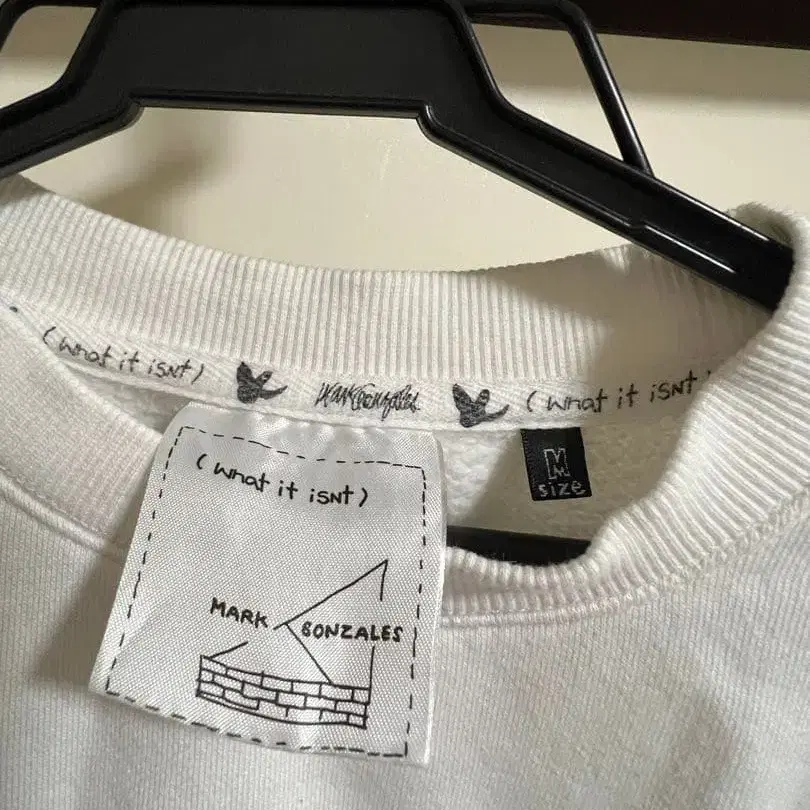 (What it isNt)
Mark Gonzales
(What it isNt
(What it isNt)
MARK GONZALES
M
size